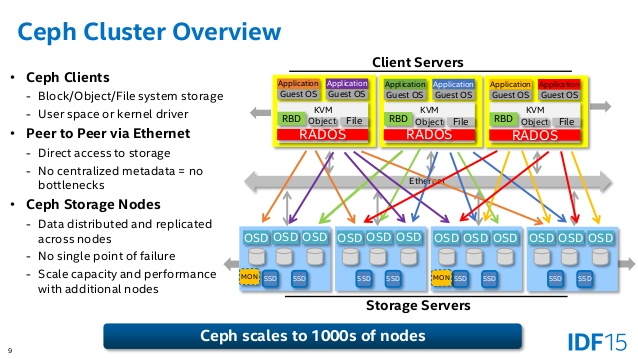 Ceph Cluster Overview
• Ceph Clients
- Block/Object/File system storage
- User space or kernel driver
• Peer to Peer via Ethernet
- Direct access to storage
- No centralized metadata = no
bottlenecks
• Ceph Storage Nodes
- Data distributed and replicated
across nodes
- No single point of failure
- Scale capacity and performance
with additional nodes
Client Servers
Application Application Application Application Application Application
Guest OS Guest OS Guest OS Guest OS Guest OS Guest OS
KVM KVM KVM
RBD Object File RBD Object File RBD Object File
RADOS RADOS RADOS
Ethernet
OSD OSD OSD OSD OSD OSD OSD OSD OSD OSD OSD OSD
MON SSD SSD SSD SSD MON SSD SSD SSD SSD
Storage Servers
Ceph scales to 1000s of nodes
9
IDF15